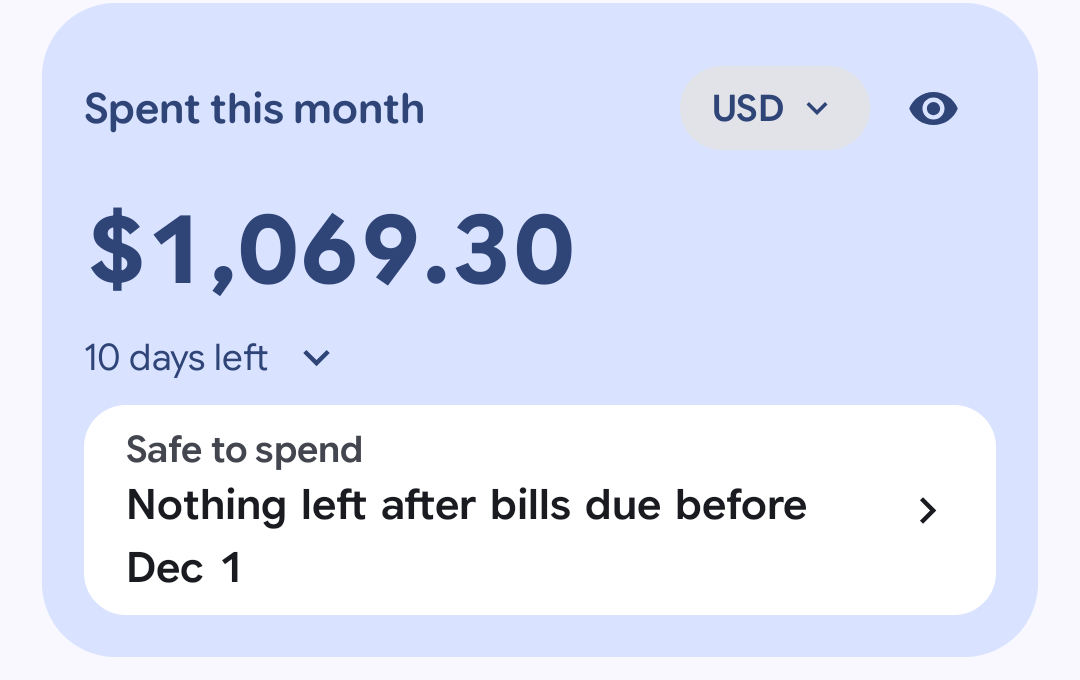 Spent this month
USD
$1,069.30
10 days left
Safe to spend
Nothing left after bills due before
Dec 1